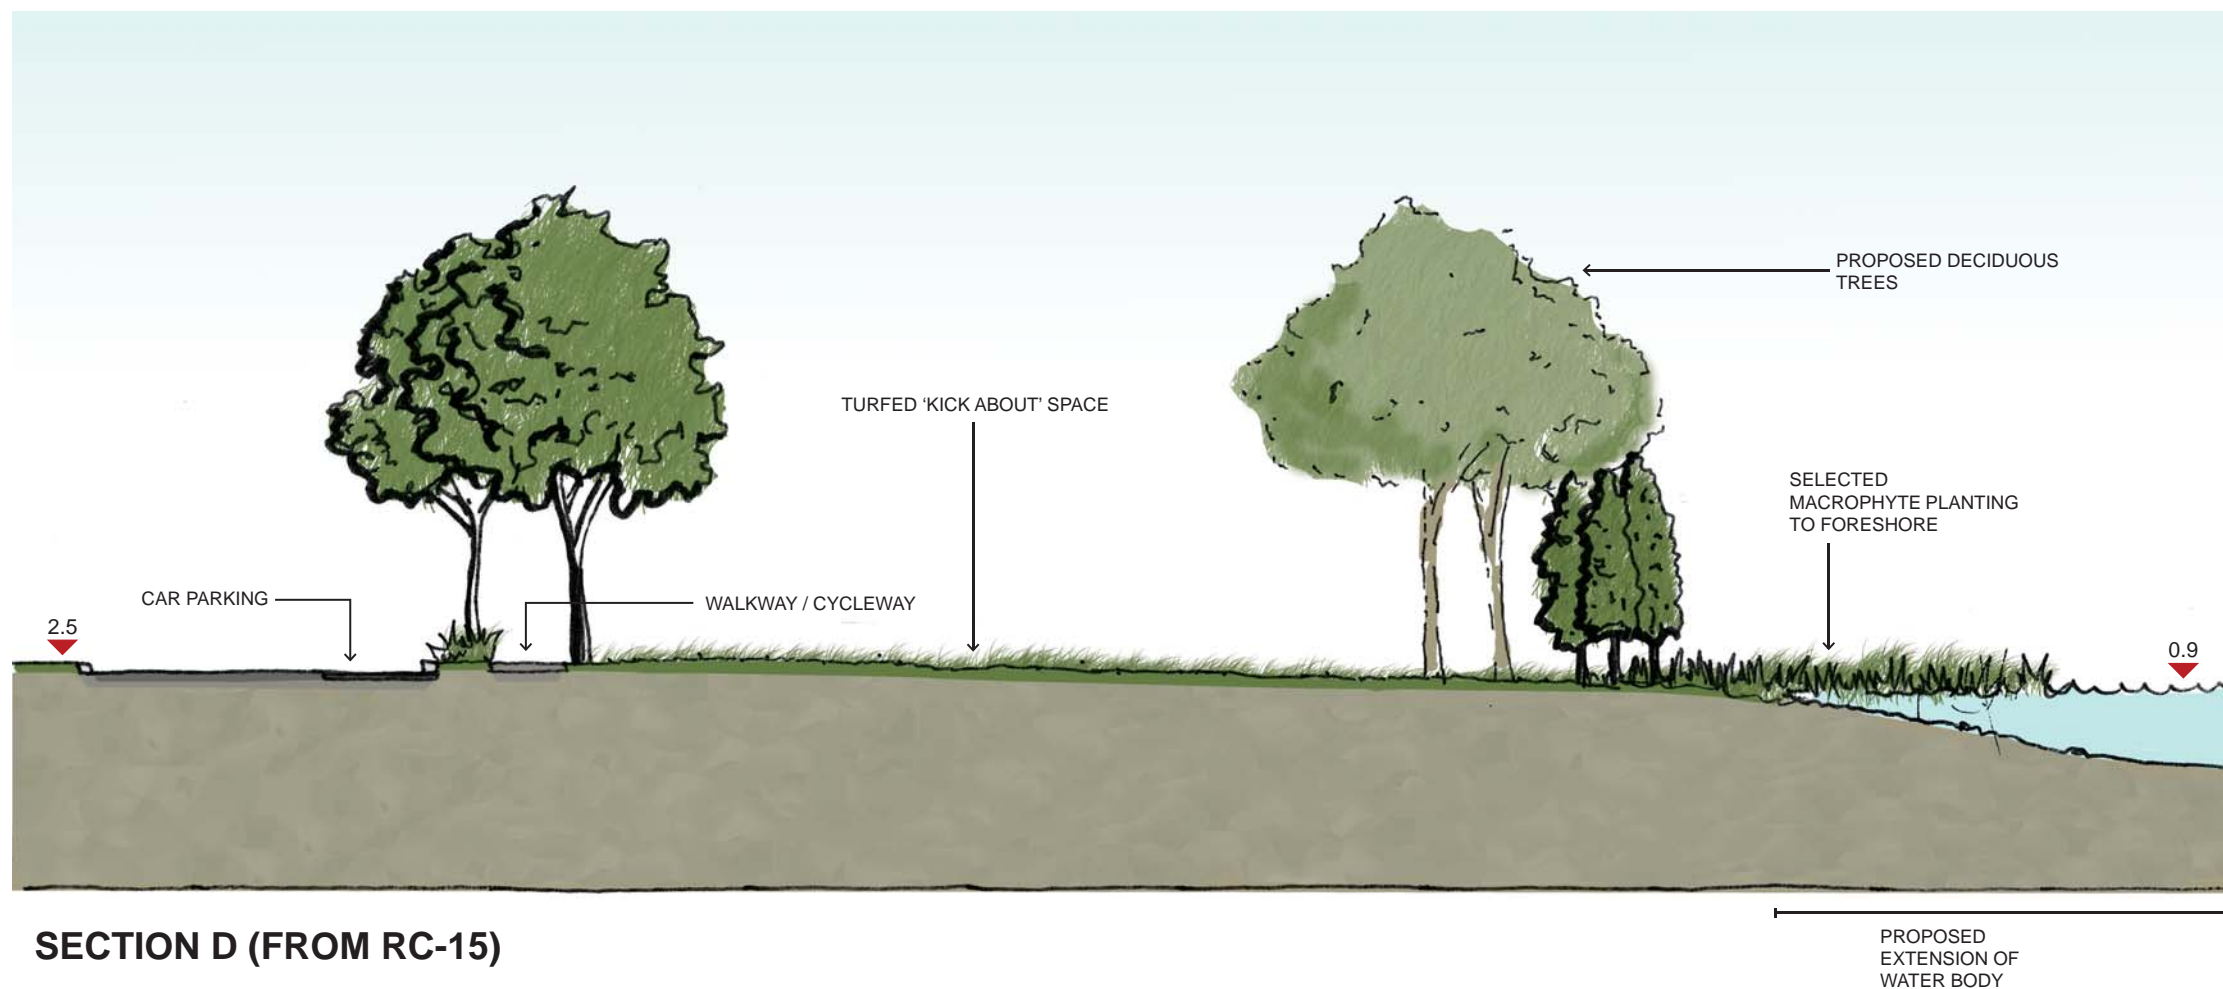 PROPOSED DECIDUOUS
TREES
TURFED ‘KICK ABOUT’ SPACE
SELECTED
MACROPHYTE PLANTING
TO FORESHORE
CAR PARKING
WALKWAY / CYCLEWAY
2.5
0.9
SECTION D (FROM RC-15)
PROPOSED
EXTENSION OF
WATER BODY